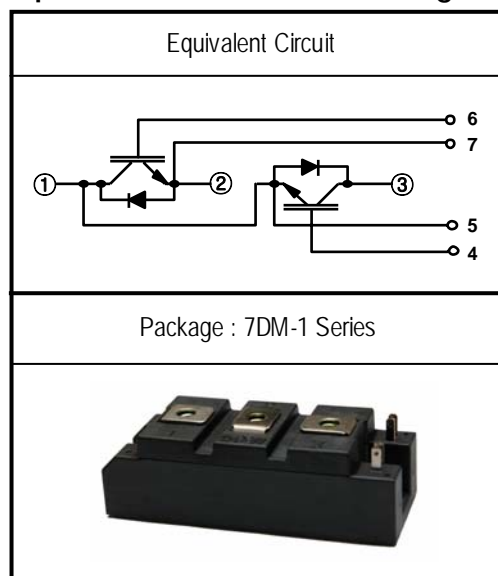 Equivalent Circuit
6
7
① ② ③
5
4
Package : 7DM-1 Series